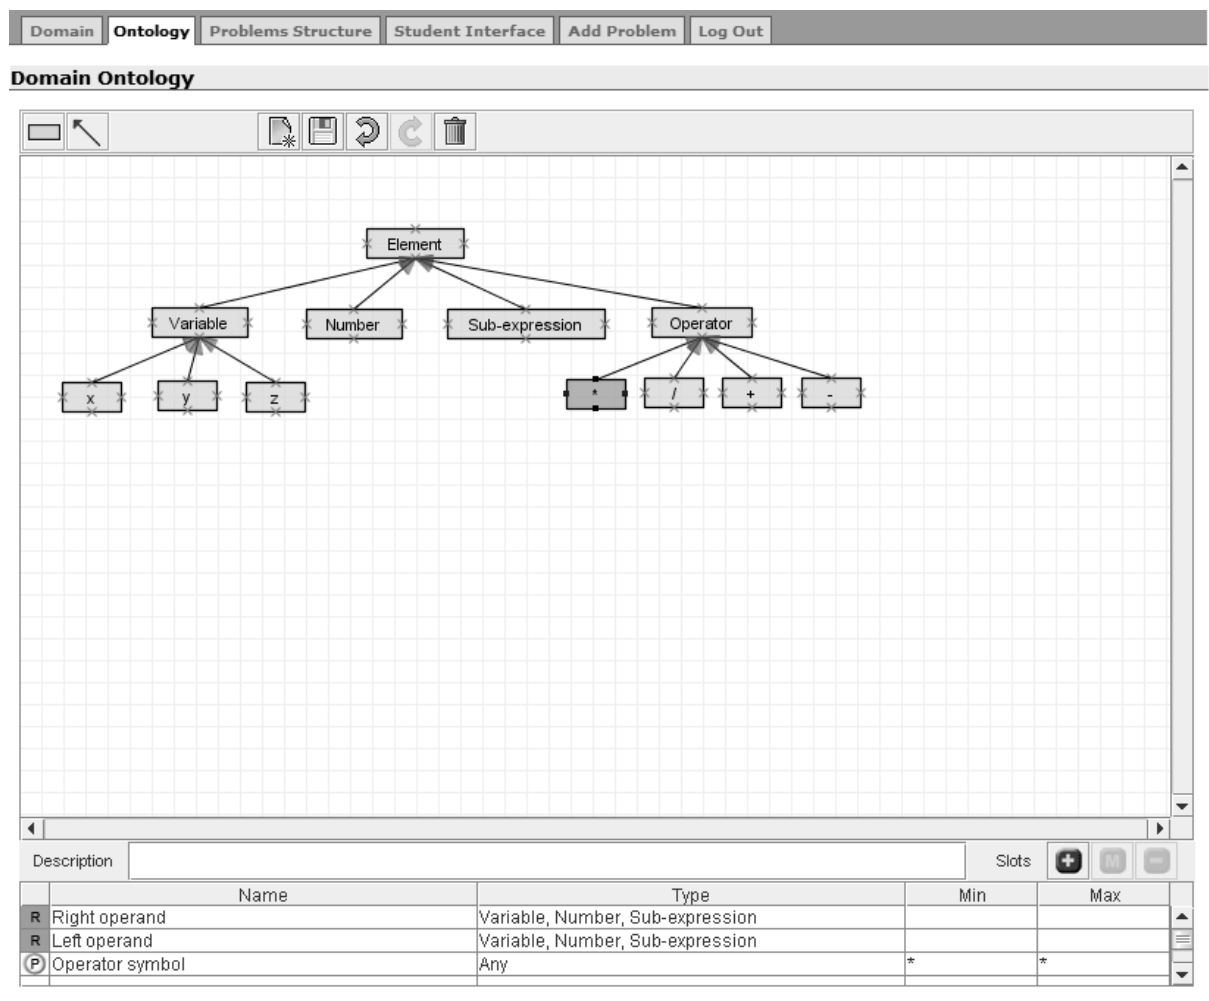 Domain Ontology Problems Structure Student Interface Add Problem Log Out
Domain Ontology
Element
Variable Number Sub-expression Operator
x y z * / + -
Description Slots + M -
Name Type Min Max
R Right operand Variable, Number, Sub-expression
R Left operand Variable, Number, Sub-expression
P Operator symbol Any * *